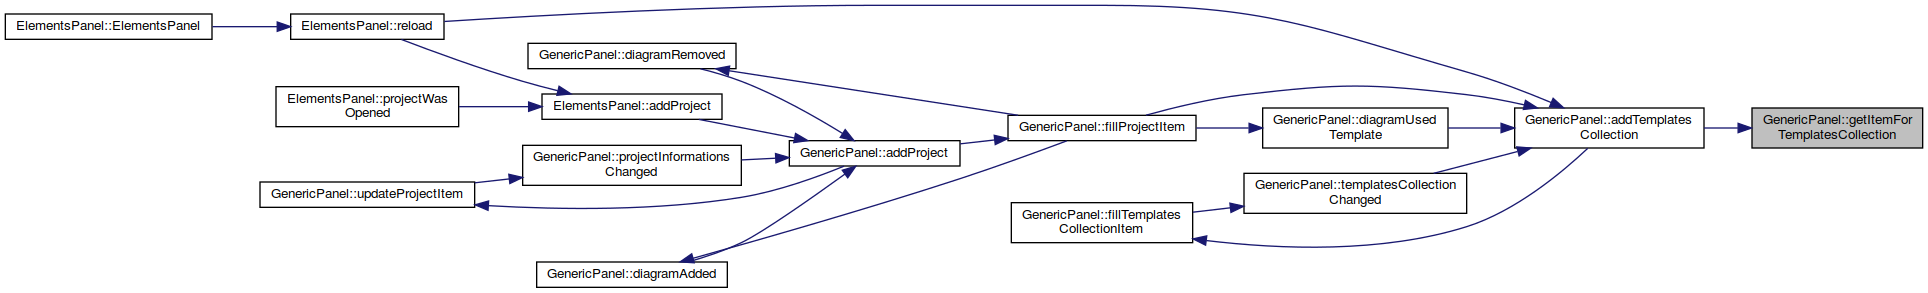 ElementsPanel::ElementsPanel
ElementsPanel::reload
GenericPanel::diagramRemoved
ElementsPanel::projectWas
Opened
ElementsPanel::addProject
GenericPanel::fillProjectItem
GenericPanel::diagramUsed
Template
GenericPanel::addTemplates
Collection
GenericPanel::getItemFor
TemplatesCollection
GenericPanel::addProject
GenericPanel::projectInformations
Changed
GenericPanel::updateProjectItem
GenericPanel::templatesCollection
Changed
GenericPanel::fillTemplates
CollectionItem
GenericPanel::diagramAdded